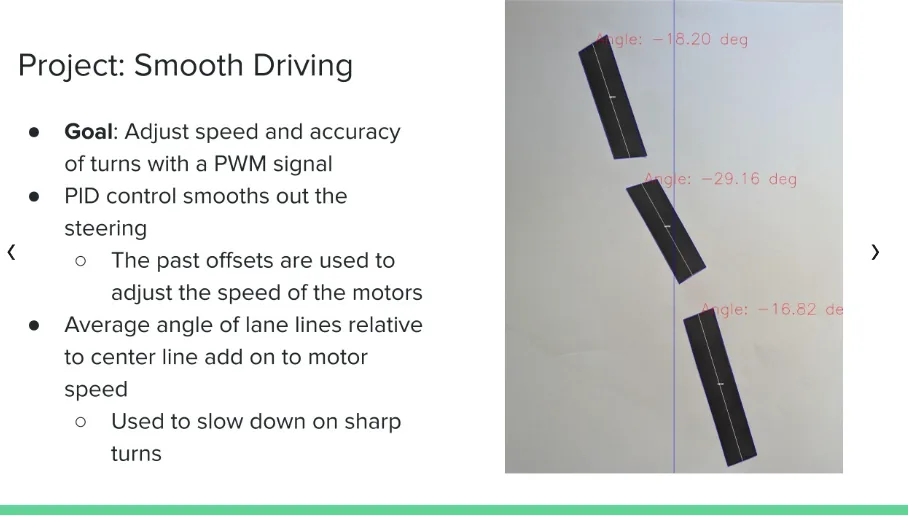 Project: Smooth Driving
● Goal: Adjust speed and accuracy
of turns with a PWM signal
● PID control smooths out the
steering
○ The past offsets are used to
adjust the speed of the motors
● Average angle of lane lines relative
to center line add on to motor
speed
○ Used to slow down on sharp
turns
Angle: -18.20 deg
Angle: -29.16 deg
Angle: -16.82 de